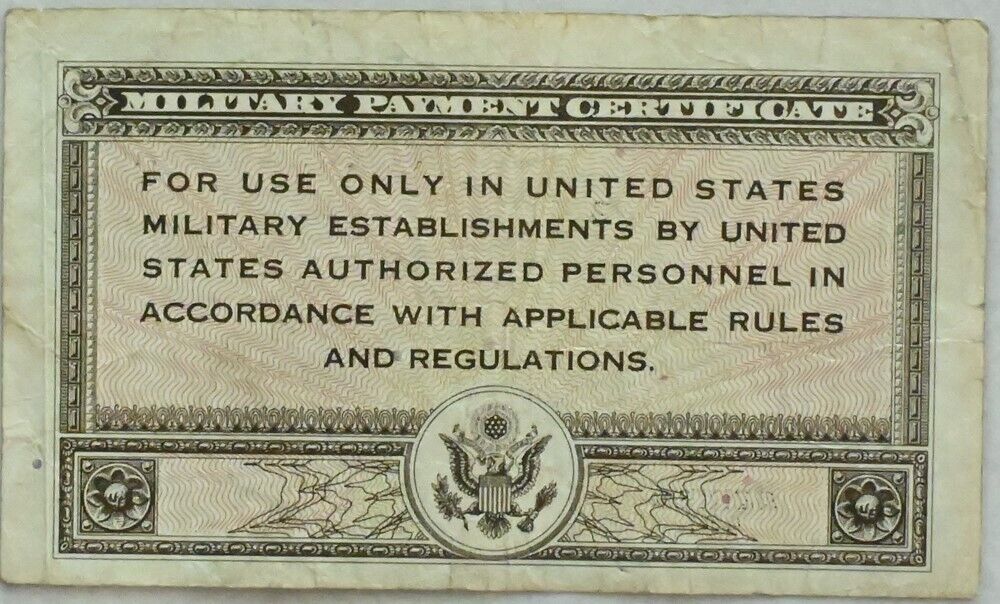 MILITARY PAYMENT CERTIFICATE
FOR USE ONLY IN UNITED STATES
MILITARY ESTABLISHMENTS BY UNITED
STATES AUTHORIZED PERSONNEL IN
ACCORDANCE WITH APPLICABLE RULES
AND REGULATIONS.